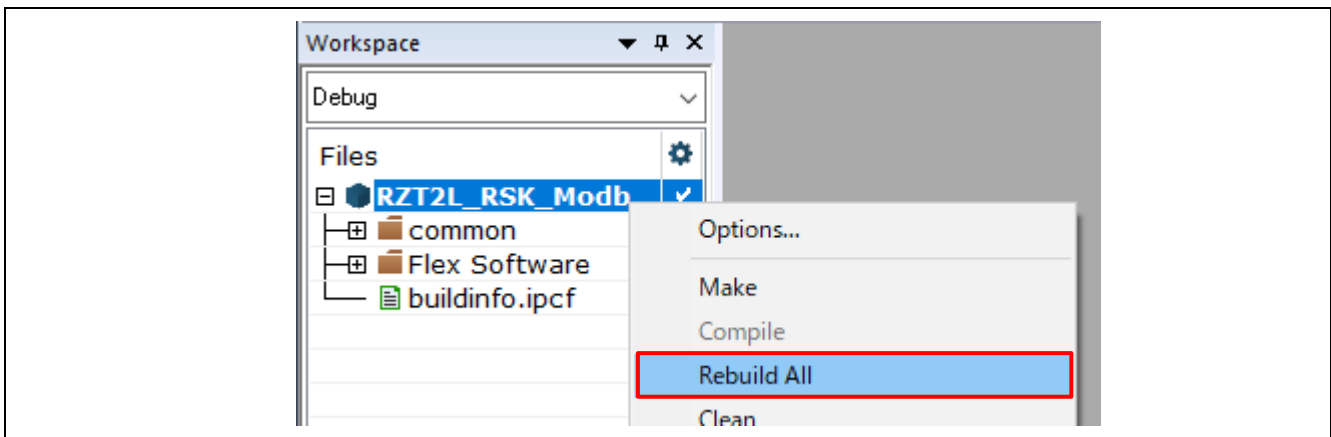 Workspace
Debug
Files
RZT2L_RSK_Modb
common
Flex Software
buildinfo.ipcf
Options...
Make
Compile
Rebuild All
Clean